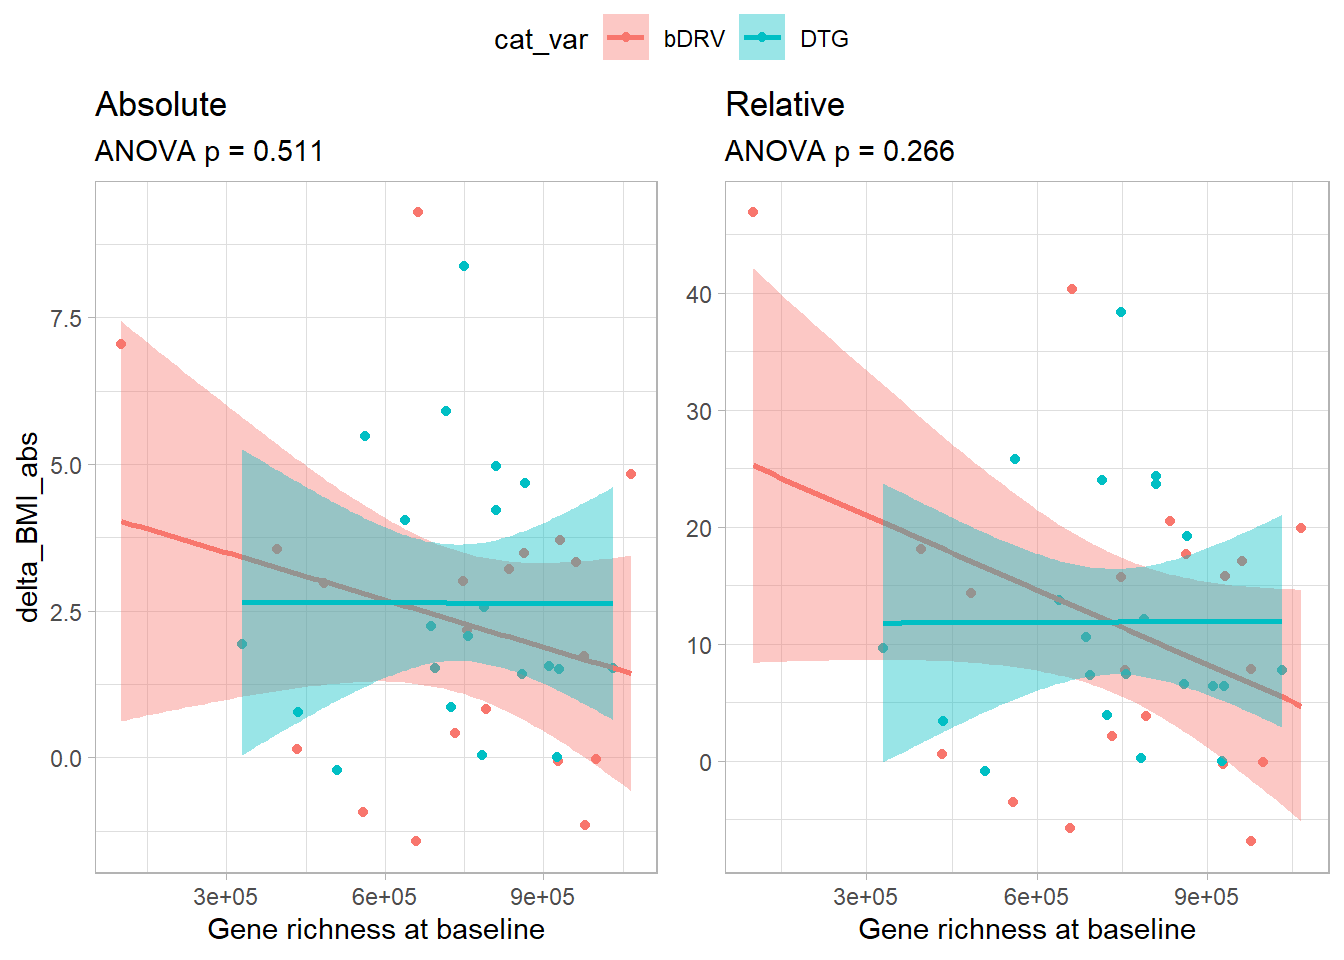 cat_var bDRV DTG
Absolute
ANOVA p = 0.511
delta_BMI_abs
7.5
5.0
2.5
0.0
3e+05 6e+05 9e+05
Gene richness at baseline
Relative
ANOVA p = 0.266
40
30
20
10
0
3e+05 6e+05 9e+05
Gene richness at baseline